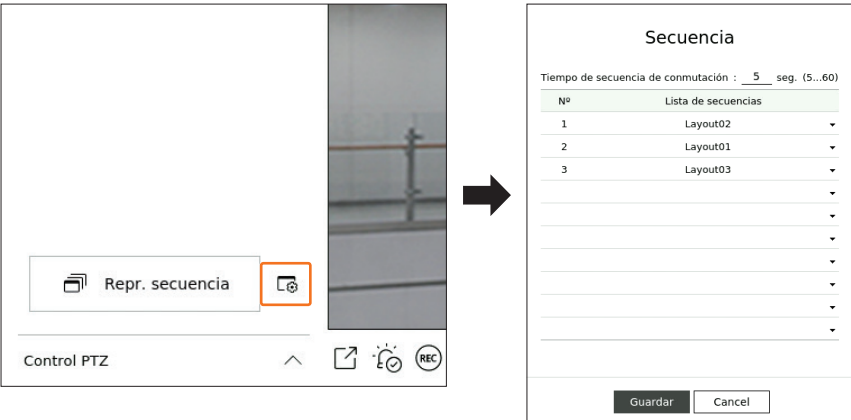 Repr. secuencia
Control PTZ
REC
Secuencia
Tiempo de secuencia de conmutación : 5 seg. (5...60)
Nº Lista de secuencias
1 Layout02
2 Layout01
3 Layout03
Guardar Cancel